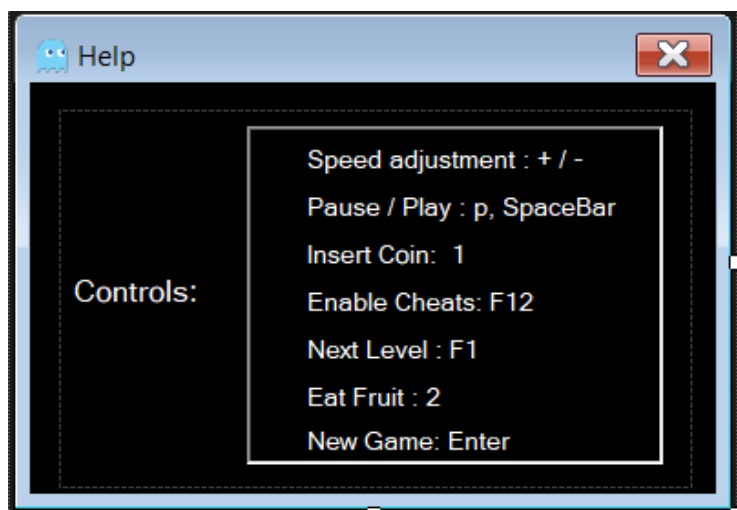 Help
Controls:
Speed adjustment : + / -
Pause / Play : p, SpaceBar
Insert Coin:  1
Enable Cheats: F12
Next Level : F1
Eat Fruit : 2
New Game: Enter